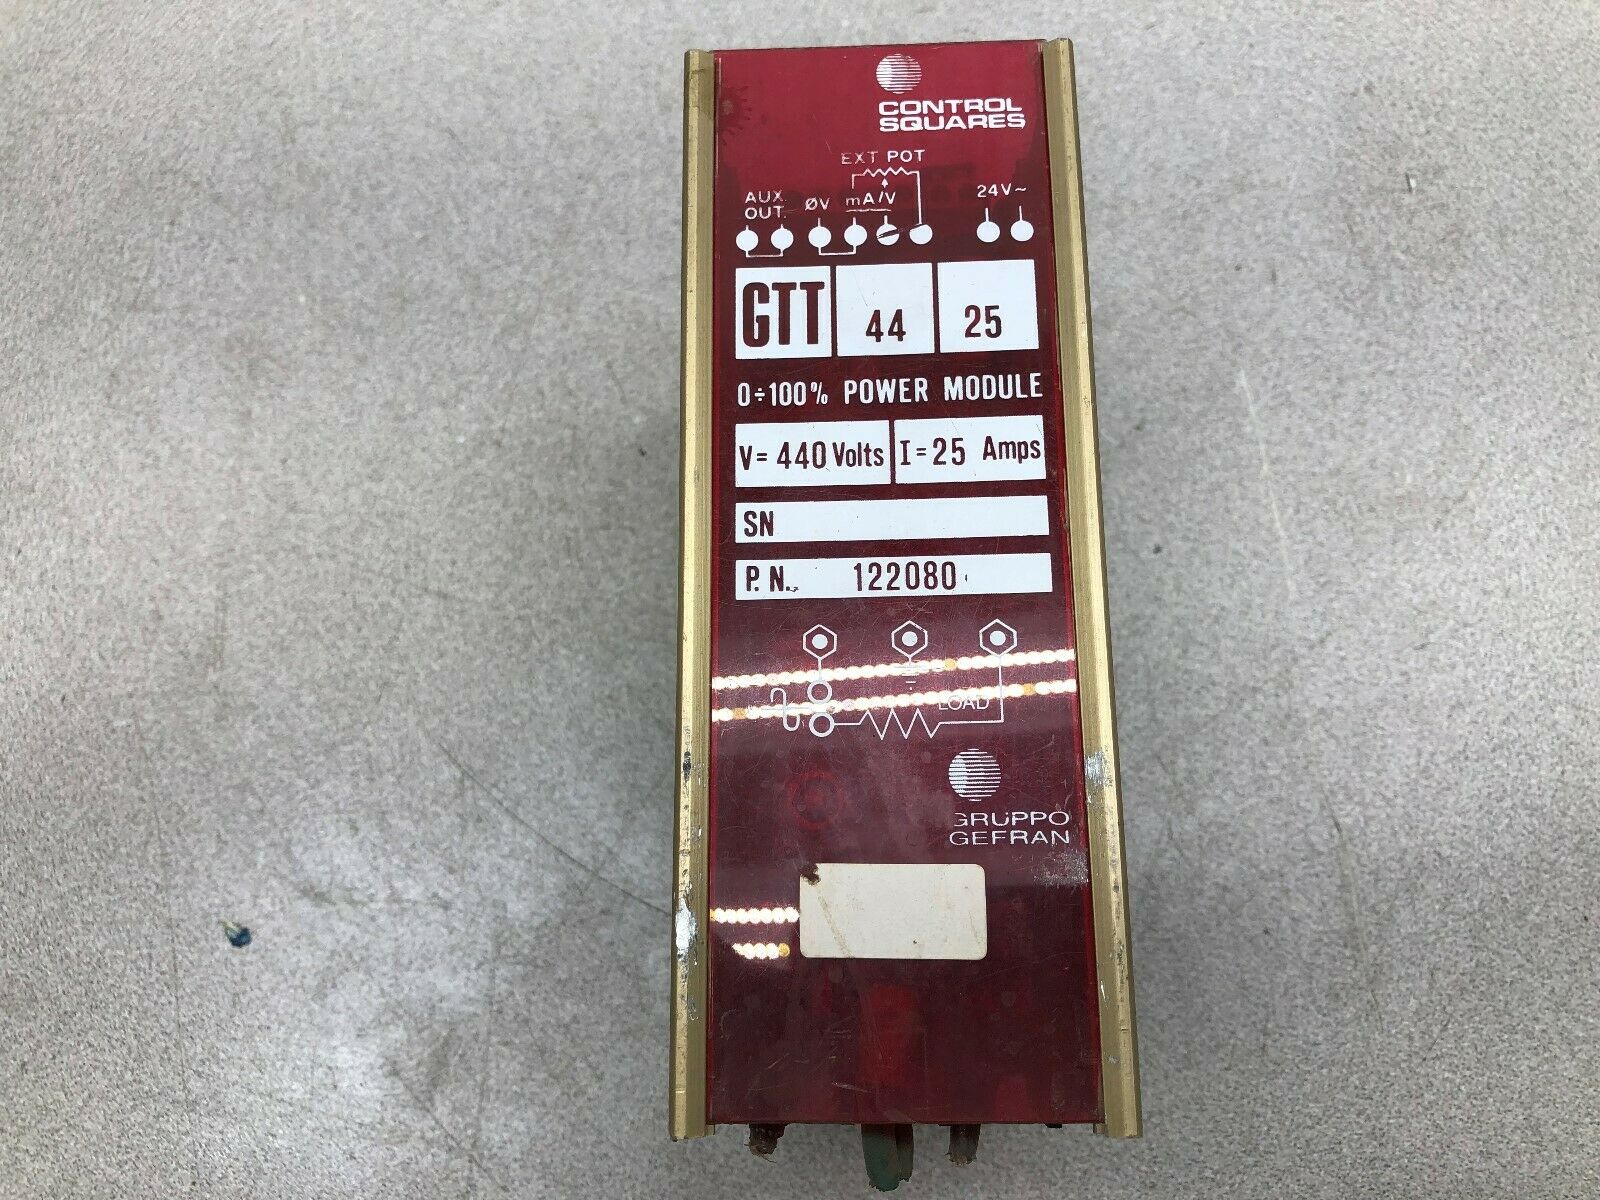 CONTROL
SQUARES
EXT POT
AUX.
OUT.
ØV
mA/V
24V~
GTT
44
25
0÷100% POWER MODULE
V= 440 Volts
I= 25 Amps
SN
P.N. 122080
LOAD
GRUPPO
GEFRAN